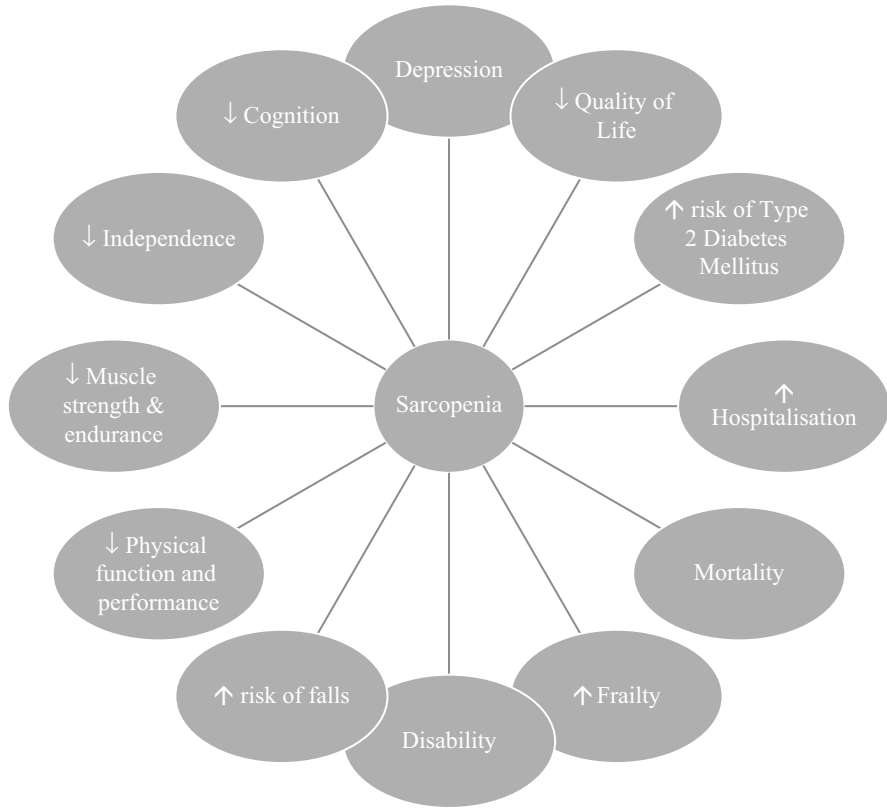 Depression
↓ Cognition
↓ Quality of
Life
↓ Independence
↑ risk of Type
2 Diabetes
Mellitus
↓ Muscle
strength &
endurance
Sarcopenia
↑
Hospitalisation
↓ Physical
function and
performance
Mortality
↑ risk of falls
Disability
↑ Frailty